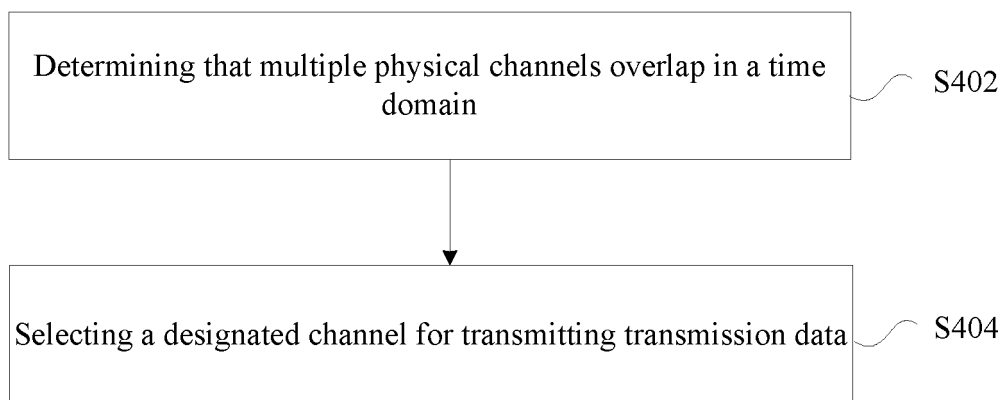 Determining that multiple physical channels overlap in a time
domain
S402
Selecting a designated channel for transmitting transmission data
S404